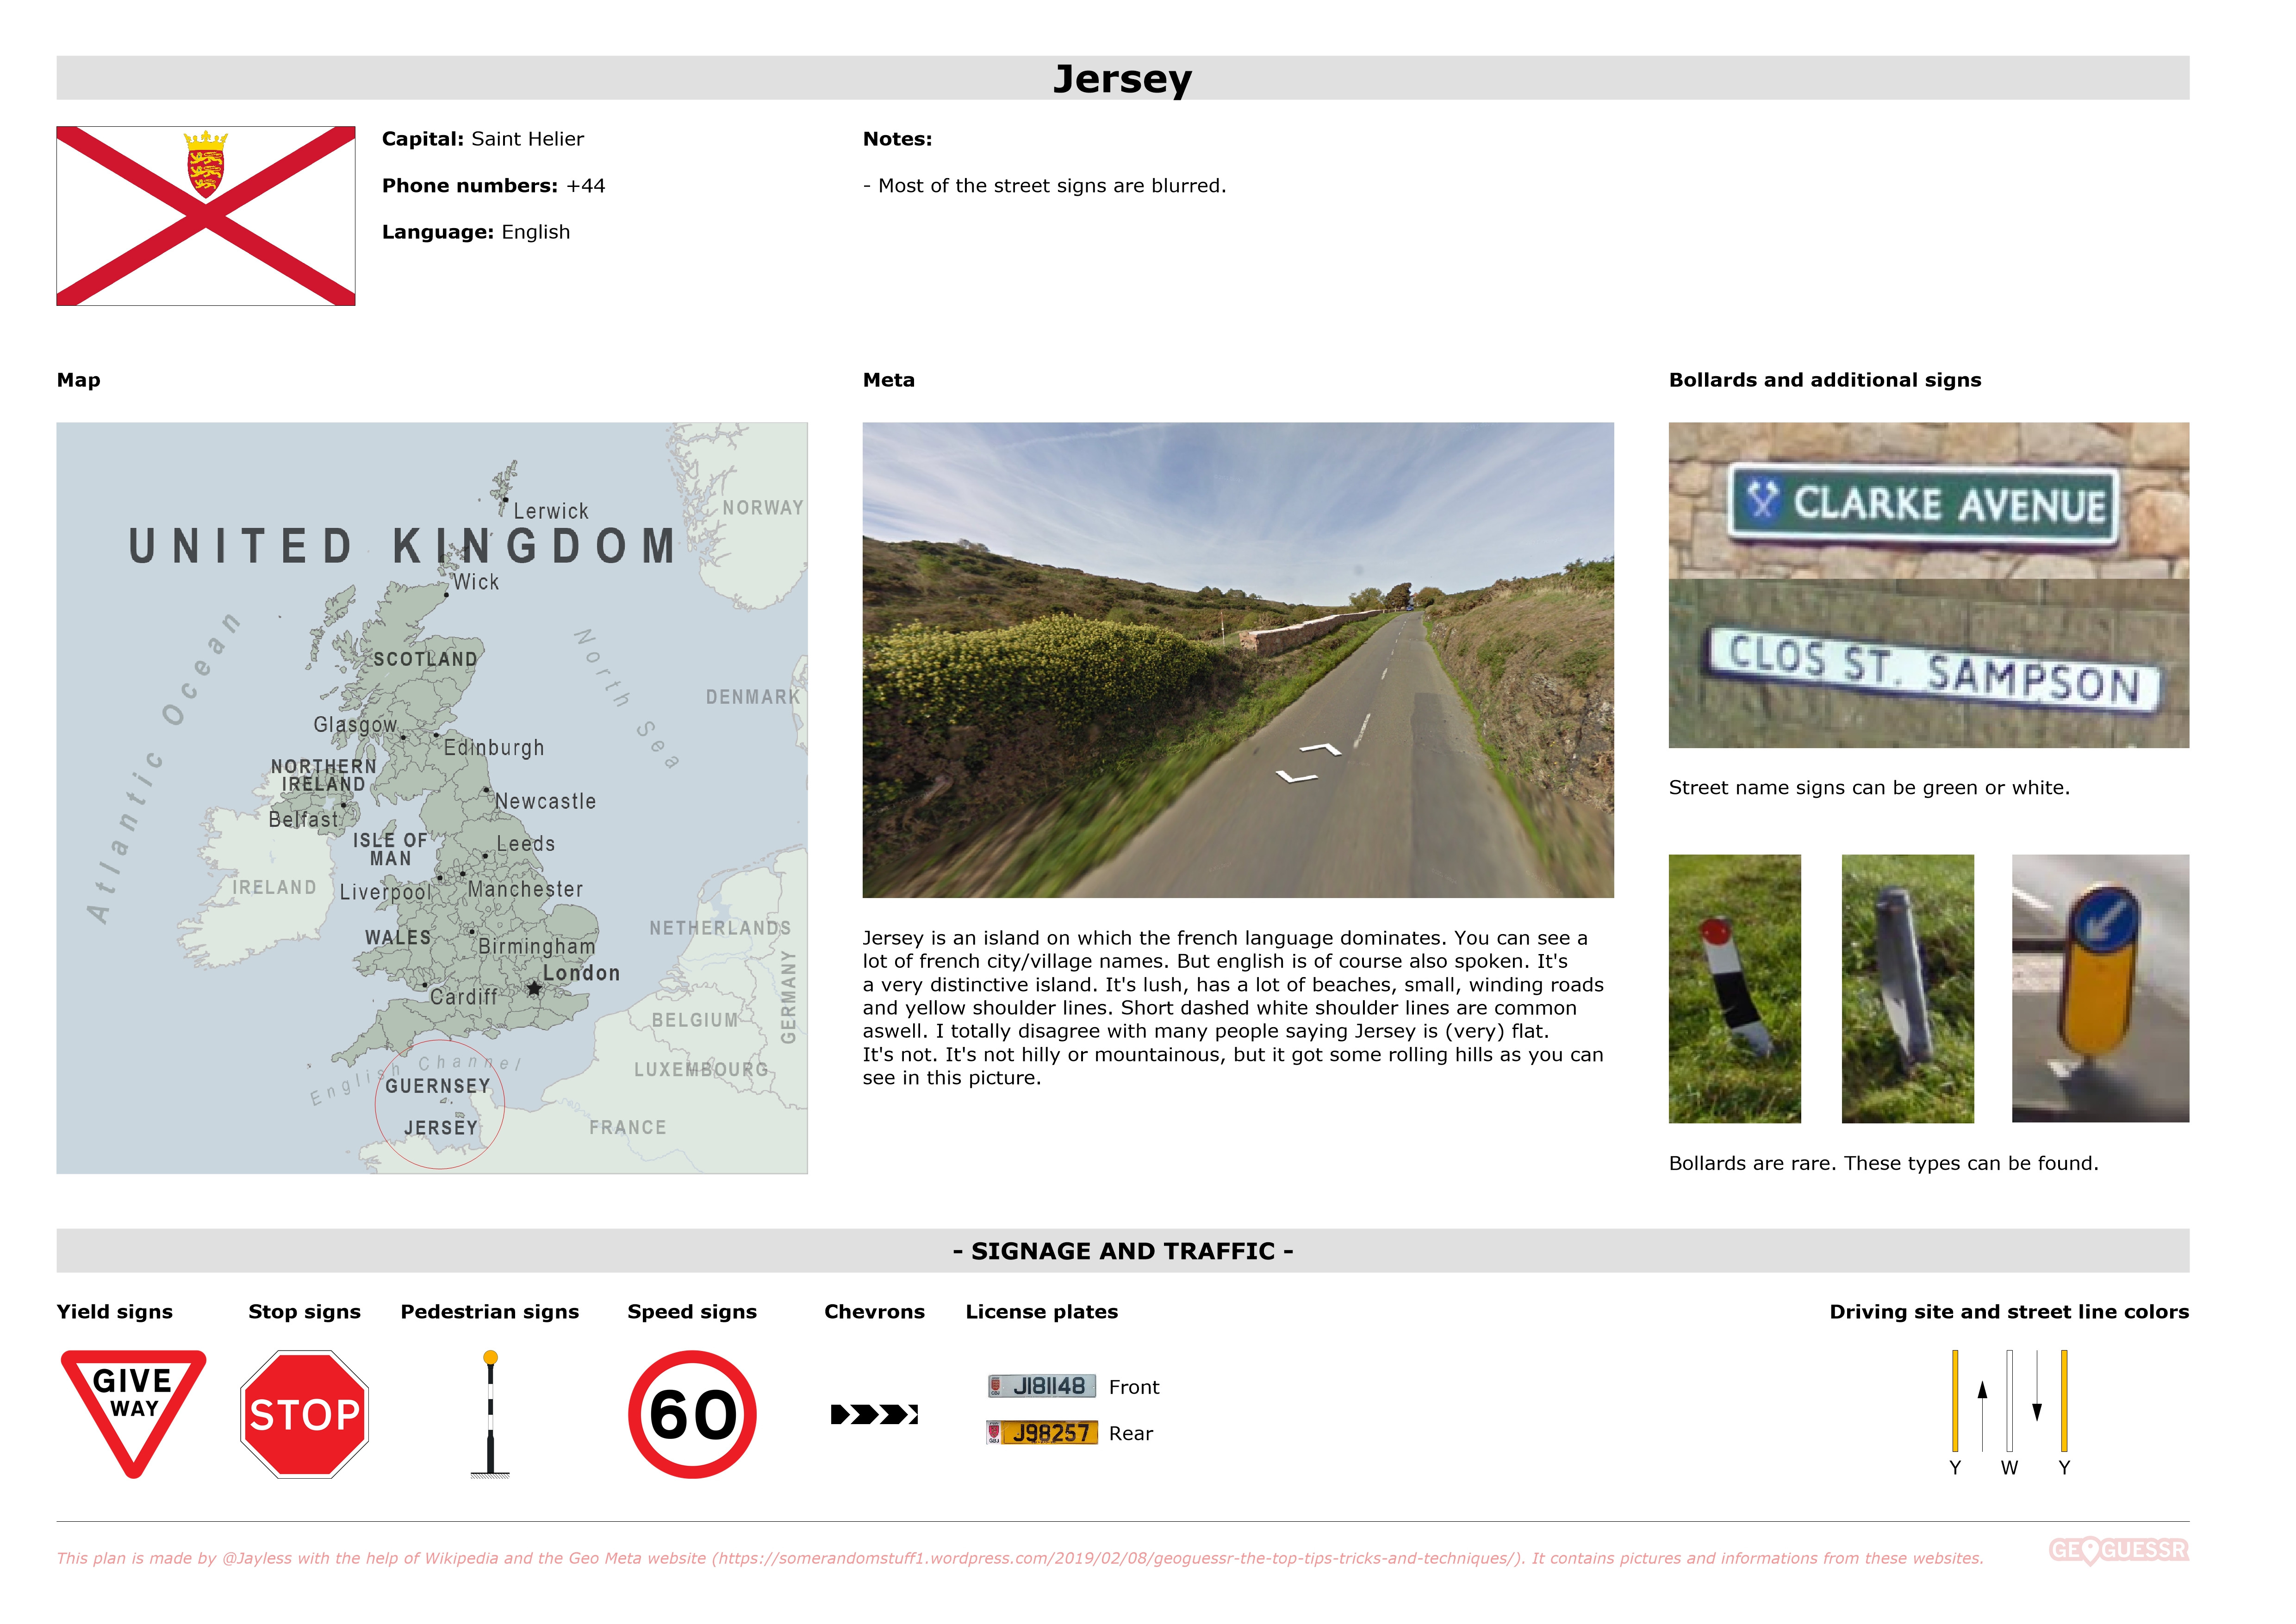 Jersey
Capital: Saint Helier
Phone numbers: +44
Language: English
Notes:
- Most of the street signs are blurred.
Map
UNITED KINGDOM
Lerwick
NORWAY
Wick
Atlantic Ocean
North Sea
SCOTLAND
DENMARK
Glasgow
Edinburgh
NORTHERN
IRELAND
Belfast
Newcastle
ISLE OF
MAN
Leeds
IRELAND
Liverpool
Manchester
NETHERLANDS
WALES
Birmingham
London
GERMANY
Cardiff
BELGIUM
English Channel
LUXEMBOURG
GUERNSEY
JERSEY
FRANCE
Meta
Jersey is an island on which the french language dominates. You can see a
lot of french city/village names. But english is of course also spoken. It's
a very distinctive island. It's lush, has a lot of beaches, small, winding roads
and yellow shoulder lines. Short dashed white shoulder lines are common
aswell. I totally disagree with many people saying Jersey is (very) flat.
It's not. It's not hilly or mountainous, but it got some rolling hills as you can
see in this picture.
Bollards and additional signs
CLARKE AVENUE
CLOS ST. SAMPSON
Street name signs can be green or white.
Bollards are rare. These types can be found.
- SIGNAGE AND TRAFFIC -
Yield signs
GIVE
WAY
Stop signs
STOP
Pedestrian signs
Speed signs
60
Chevrons
License plates
J181148 Front
GBJ J98257 Rear
Driving site and street line colors
Y W Y
This plan is made by @Jayless with the help of Wikipedia and the Geo Meta website (https://somerandomstuff1.wordpress.com/2019/02/08/geoguessr-the-top-tips-tricks-and-techniques/). It contains pictures and informations from these websites.
GEOGUESSR